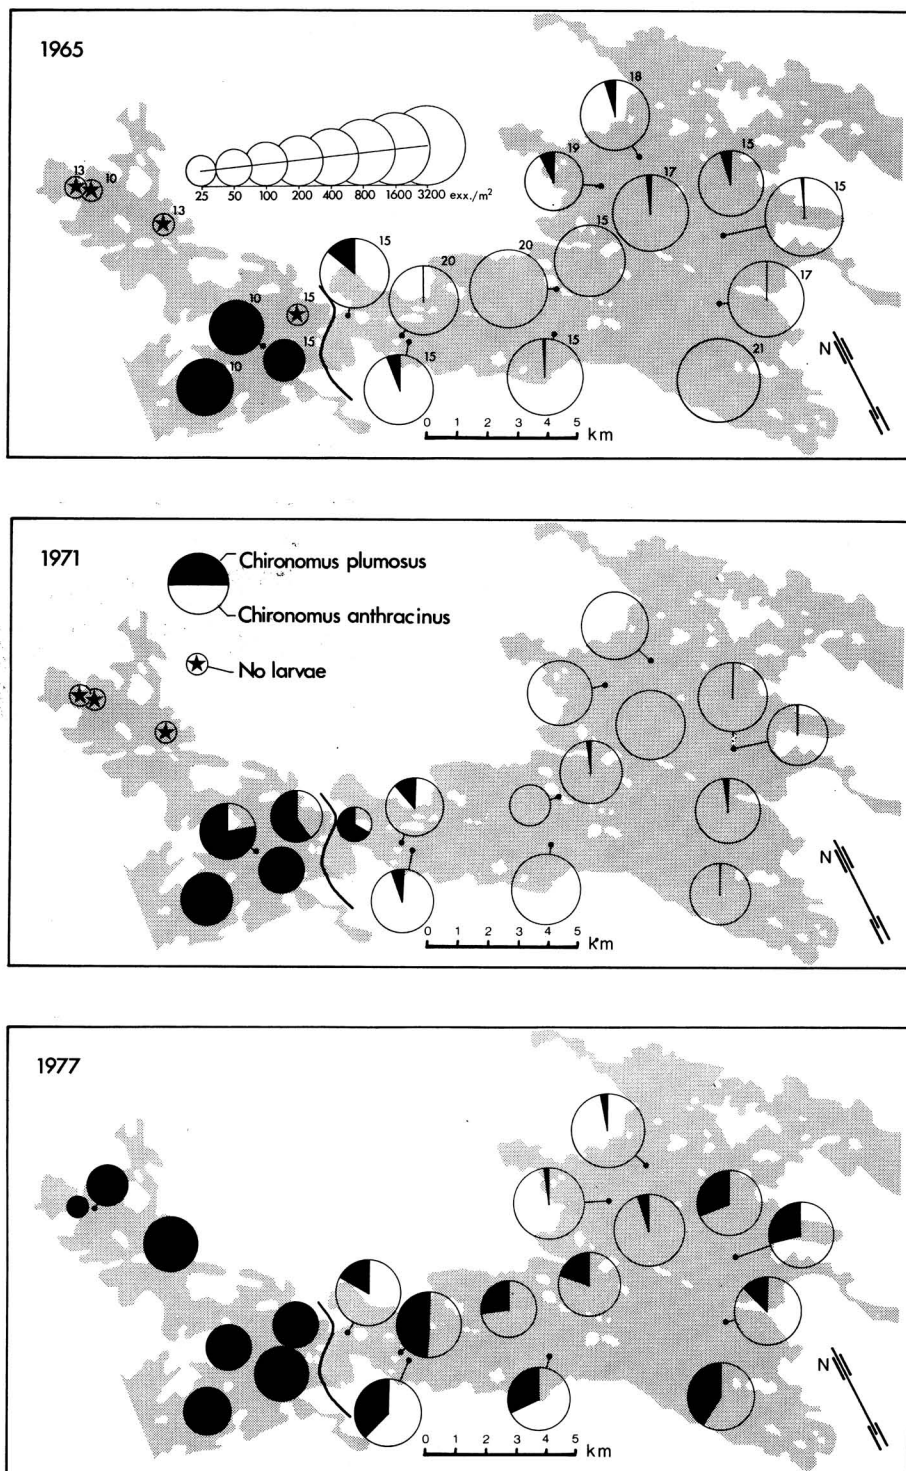 1965
18
13
10
19
15
17
15
25 50 100 200 400 800 1600 3200 exx./m²
13
15
20
20
15
10
15
17
15
10
15
15
21
N
0 1 2 3 4 5
km
1971
Chironomus plumosus
Chironomus anthracinus
No larvae
N
0 1 2 3 4 5
km
1977
N
0 1 2 3 4 5
km